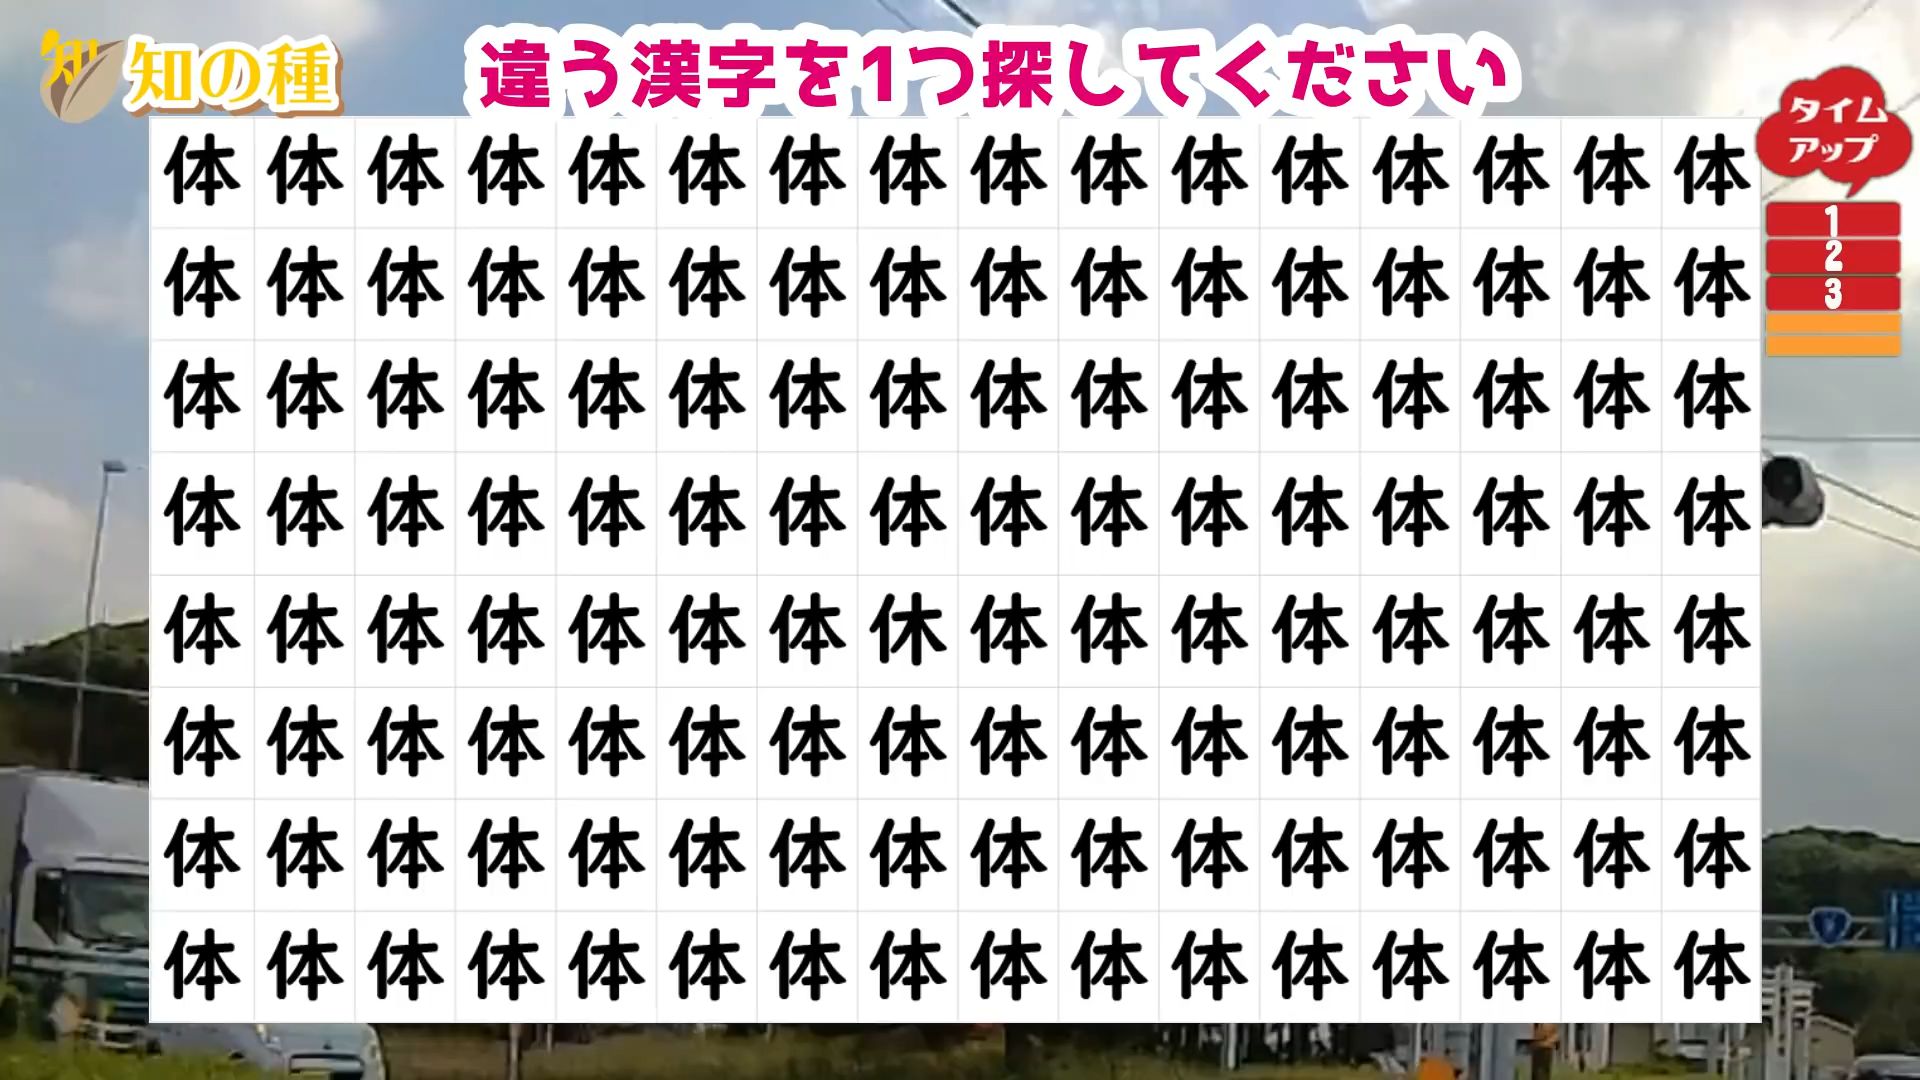 知 知の種
違う漢字を1つ探してください
タイム
アップ
体 体 体 体 体 体 体 体 体 体 体 体 体 体 体 体
体 体 体 体 体 体 体 体 体 体 体 体 体 体 体 体
体 体 体 体 体 体 体 体 体 体 体 体 体 体 体 体
体 体 体 体 体 体 体 体 体 体 体 体 体 体 体 体
体 体 体 体 体 体 体 休 体 体 体 体 体 体 体 体
体 体 体 体 体 体 体 体 体 体 体 体 体 体 体 体
体 体 体 体 体 体 体 体 体 体 体 体 体 体 体 体
体 体 体 体 体 体 体 体 体 体 体 体 体 体 体 体
1
2
3